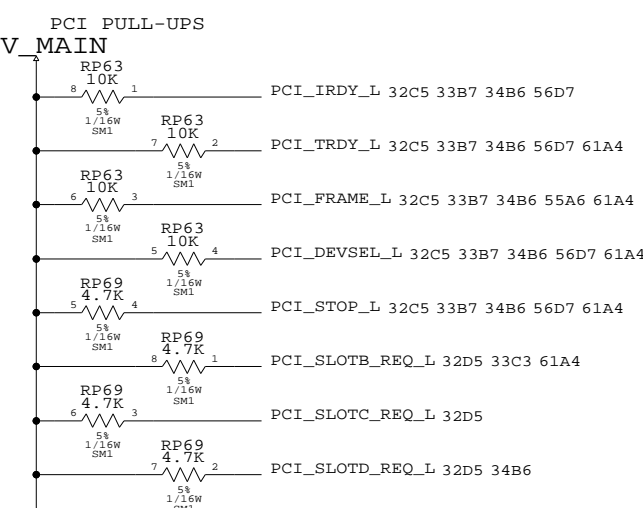 PCI PULL-UPS
V_MAIN
RP63
10K
8 1 PCI_IRDY_L 32C5 33B7 34B6 56D7
5%
1/16W
SM1
RP63
10K
7 2 PCI_TRDY_L 32C5 33B7 34B6 56D7 61A4
5%
1/16W
SM1
RP63
10K
6 3 PCI_FRAME_L 32C5 33B7 34B6 55A6 61A4
5%
1/16W
SM1
RP63
10K
5 4 PCI_DEVSEL_L 32C5 33B7 34B6 56D7 61A4
5%
1/16W
SM1
RP69
4.7K
5 4 PCI_STOP_L 32C5 33B7 34B6 56D7 61A4
5%
1/16W
SM1
RP69
4.7K
8 1 PCI_SLOTB_REQ_L 32D5 33C3 61A4
5%
1/16W
SM1
RP69
4.7K
6 3 PCI_SLOTC_REQ_L 32D5
5%
1/16W
SM1
RP69
4.7K
7 2 PCI_SLOTD_REQ_L 32D5 34B6
5%
1/16W
SM1